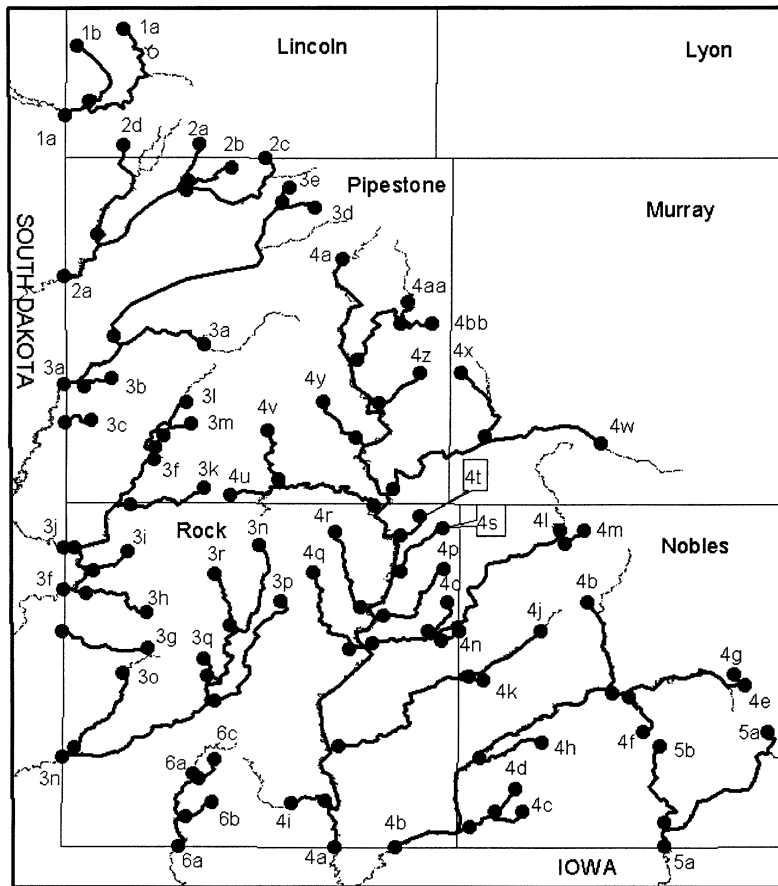 1a
1b
Lincoln
Lyon
1a
2d
2a
2b
2c
3e
Pipestone
3d
Murray
SOUTH DAKOTA
4a
2a
4aa
4bb
3a
4z
4x
3a
3b
3l
4y
3c
3m
4v
4w
3f
3k
4u
4t
4s
3j
Rock
3n
4r
4l
4m
3i
4p
Nobles
3r
4q
3f
3p
4o
4b
3h
4j
4n
3g
3q
3o
4k
4g
4e
6c
4h
4f
5a
5b
3n
4d
6b
4i
4c
6a
4a
4b
IOWA
5a